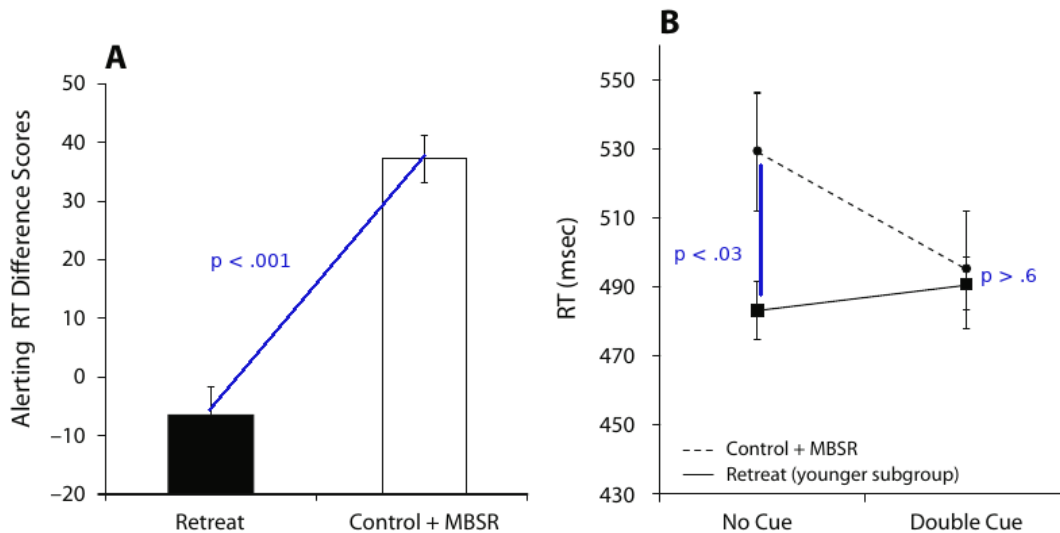 A
Alerting RT Difference Scores
50
40
30
20
10
0
−10
−20
p < .001
Retreat
Control + MBSR
B
RT (msec)
550
530
510
490
470
450
430
p < .03
p > .6
Control + MBSR
Retreat (younger subgroup)
No Cue
Double Cue